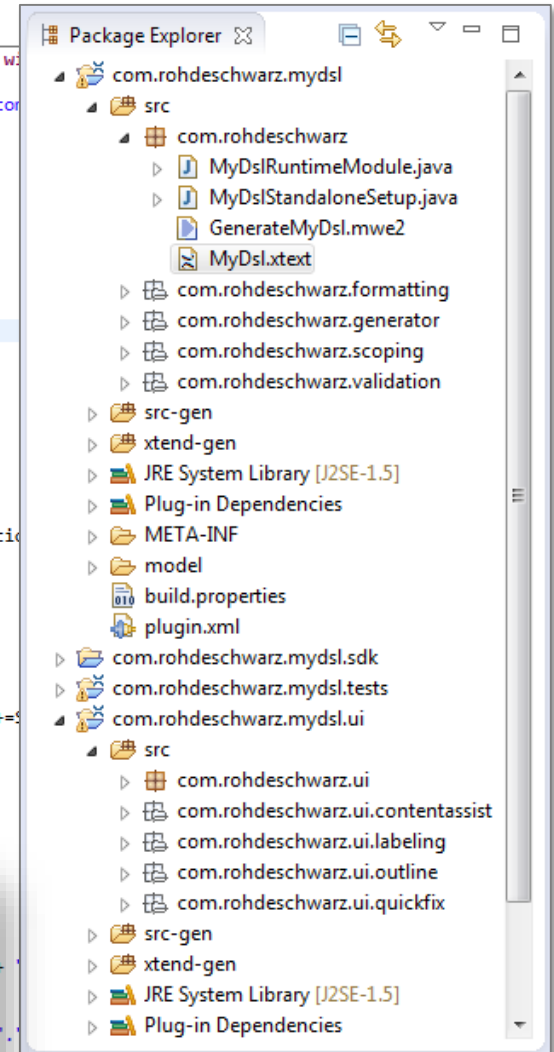 Package Explorer
wi
com.rohdeschwarz.mydsl
con
src
com.rohdeschwarz
MyDslRuntimeModule.java
MyDslStandaloneSetup.java
GenerateMyDsl.mwe2
MyDsl.xtext
com.rohdeschwarz.formatting
com.rohdeschwarz.generator
com.rohdeschwarz.scoping
com.rohdeschwarz.validation
src-gen
xtend-gen
JRE System Library [J2SE-1.5]
Plug-in Dependencies
META-INF
model
build.properties
plugin.xml
com.rohdeschwarz.mydsl.sdk
com.rohdeschwarz.mydsl.tests
com.rohdeschwarz.mydsl.ui
src
com.rohdeschwarz.ui
com.rohdeschwarz.ui.contentassist
com.rohdeschwarz.ui.labeling
com.rohdeschwarz.ui.outline
com.rohdeschwarz.ui.quickfix
src-gen
xtend-gen
JRE System Library [J2SE-1.5]
Plug-in Dependencies